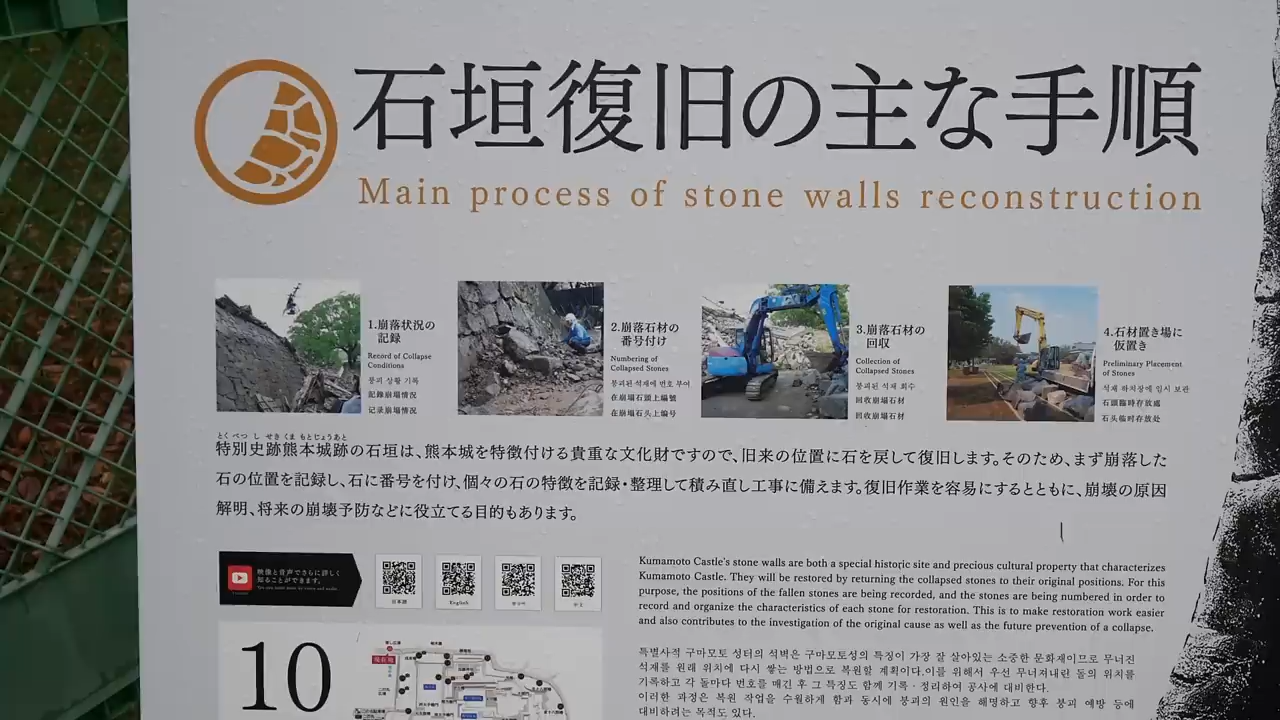 石垣復旧の主な手順
Main process of stone walls reconstruction
1.崩落状況の
記録
Record of Collapse
Conditions
붕괴 상황 기록
記錄崩塌情況
记录崩塌情况
2.崩落石材の
番号付け
Numbering of
Collapsed Stones
붕괴된 석재에 번호 부여
在崩塌石頭上編號
在崩塌石头上编号
3.崩落石材の
回収
Collection of
Collapsed Stones
붕괴된 석재 회수
回收崩塌石材
回收崩塌石材
4.石材置き場に
仮置き
Preliminary Placement
of Stones
석재 하치장에 임시 보관
石頭臨時存放處
石头临时存放处
とくべつ し せき くま もとじょうあと
特別史跡熊本城跡の石垣は、熊本城を特徴付ける貴重な文化財ですので、旧来の位置に石を戻して復旧します。そのため、まず崩落した
石の位置を記録し、石に番号を付け、個々の石の特徴を記録・整理して積み直し工事に備えます。復旧作業を容易にするとともに、崩壊の原因
解明、将来の崩壊予防などに役立てる目的もあります。
映像と音声でさらに詳しく
知ることができます。
日本語
English
한국어
中文
Kumamoto Castle's stone walls are both a special historic site and precious cultural property that characterizes
Kumamoto Castle. They will be restored by returning the collapsed stones to their original positions. For this
purpose, the positions of the fallen stones are being recorded, and the stones are being numbered in order to
record and organize the characteristics of each stone for restoration. This is to make restoration work easier
and also contributes to the investigation of the original cause as well as the future prevention of a collapse.
특별사적 구마모토 성터의 석벽은 구마모토성의 특징이 가장 잘 살아있는 소중한 문화재이므로 무너진
석재를 원래 위치에 다시 쌓는 방법으로 복원할 계획이다.이를 위해서 우선 무너져내린 돌의 위치를
기록하고 각 돌마다 번호를 매긴 후 그 특징도 함께 기록·정리하여 공사에 대비한다.
이러한 과정은 복원 작업을 수월하게 함과 동시에 붕괴의 원인을 해명하고 향후 붕괴 예방 등에
대비하려는 목적도 있다.
10
現在地